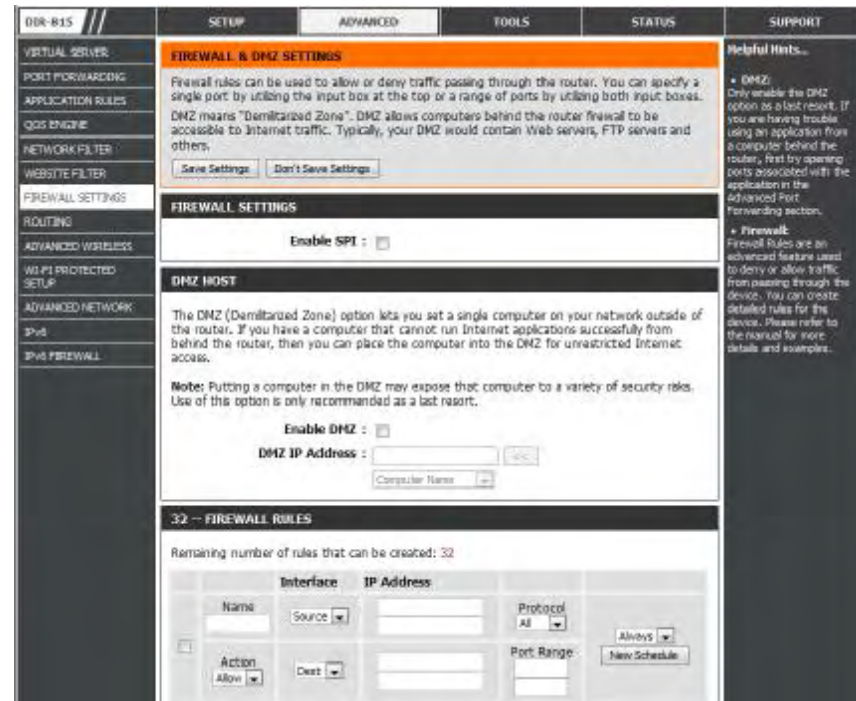 DIR-815
SETUP
ADVANCED
TOOLS
STATUS
SUPPORT
VIRTUAL SERVER
PORT FORWARDING
APPLICATION RULES
QOS ENGINE
NETWORK FILTER
WEBSITE FILTER
FIREWALL SETTINGS
ROUTING
ADVANCED WIRELESS
WI-FI PROTECTED
SETUP
ADVANCED NETWORK
IPv6
IPv6 FIREWALL
FIREWALL & DMZ SETTINGS
Firewall rules can be used to allow or deny traffic passing through the router. You can specify a
single port by utilizing the input box at the top or a range of ports by utilizing both input boxes.
DMZ means "Demilitarized Zone". DMZ allows computers behind the router firewall to be
accessible to Internet traffic. Typically, your DMZ would contain Web servers, FTP servers and
others.
Save Settings
Don't Save Settings
FIREWALL SETTINGS
Enable SPI :
DMZ HOST
The DMZ (Demilitarized Zone) option lets you set a single computer on your network outside of
the router. If you have a computer that cannot run Internet applications successfully from
behind the router, then you can place the computer into the DMZ for unrestricted Internet
access.
Note: Putting a computer in the DMZ may expose that computer to a variety of security risks.
Use of this option is only recommended as a last resort.
Enable DMZ :
DMZ IP Address :
<<
Computer Name
32 -- FIREWALL RULES
Remaining number of rules that can be created: 32
Interface
IP Address
Name
Source
Protocol
All
Always
New Schedule
Action
Allow
Dest
Port Range
Helpful Hints...
• DMZ:
Only enable the DMZ
option as a last resort. If
you are having trouble
using an application from
a computer behind the
router, first try opening
ports associated with the
application in the
Advanced Port
Forwarding section.
• Firewall:
Firewall Rules are an
advanced feature used
to deny or allow traffic
from passing through the
device. You can create
detailed rules for the
device. Please refer to
the manual for more
details and examples.